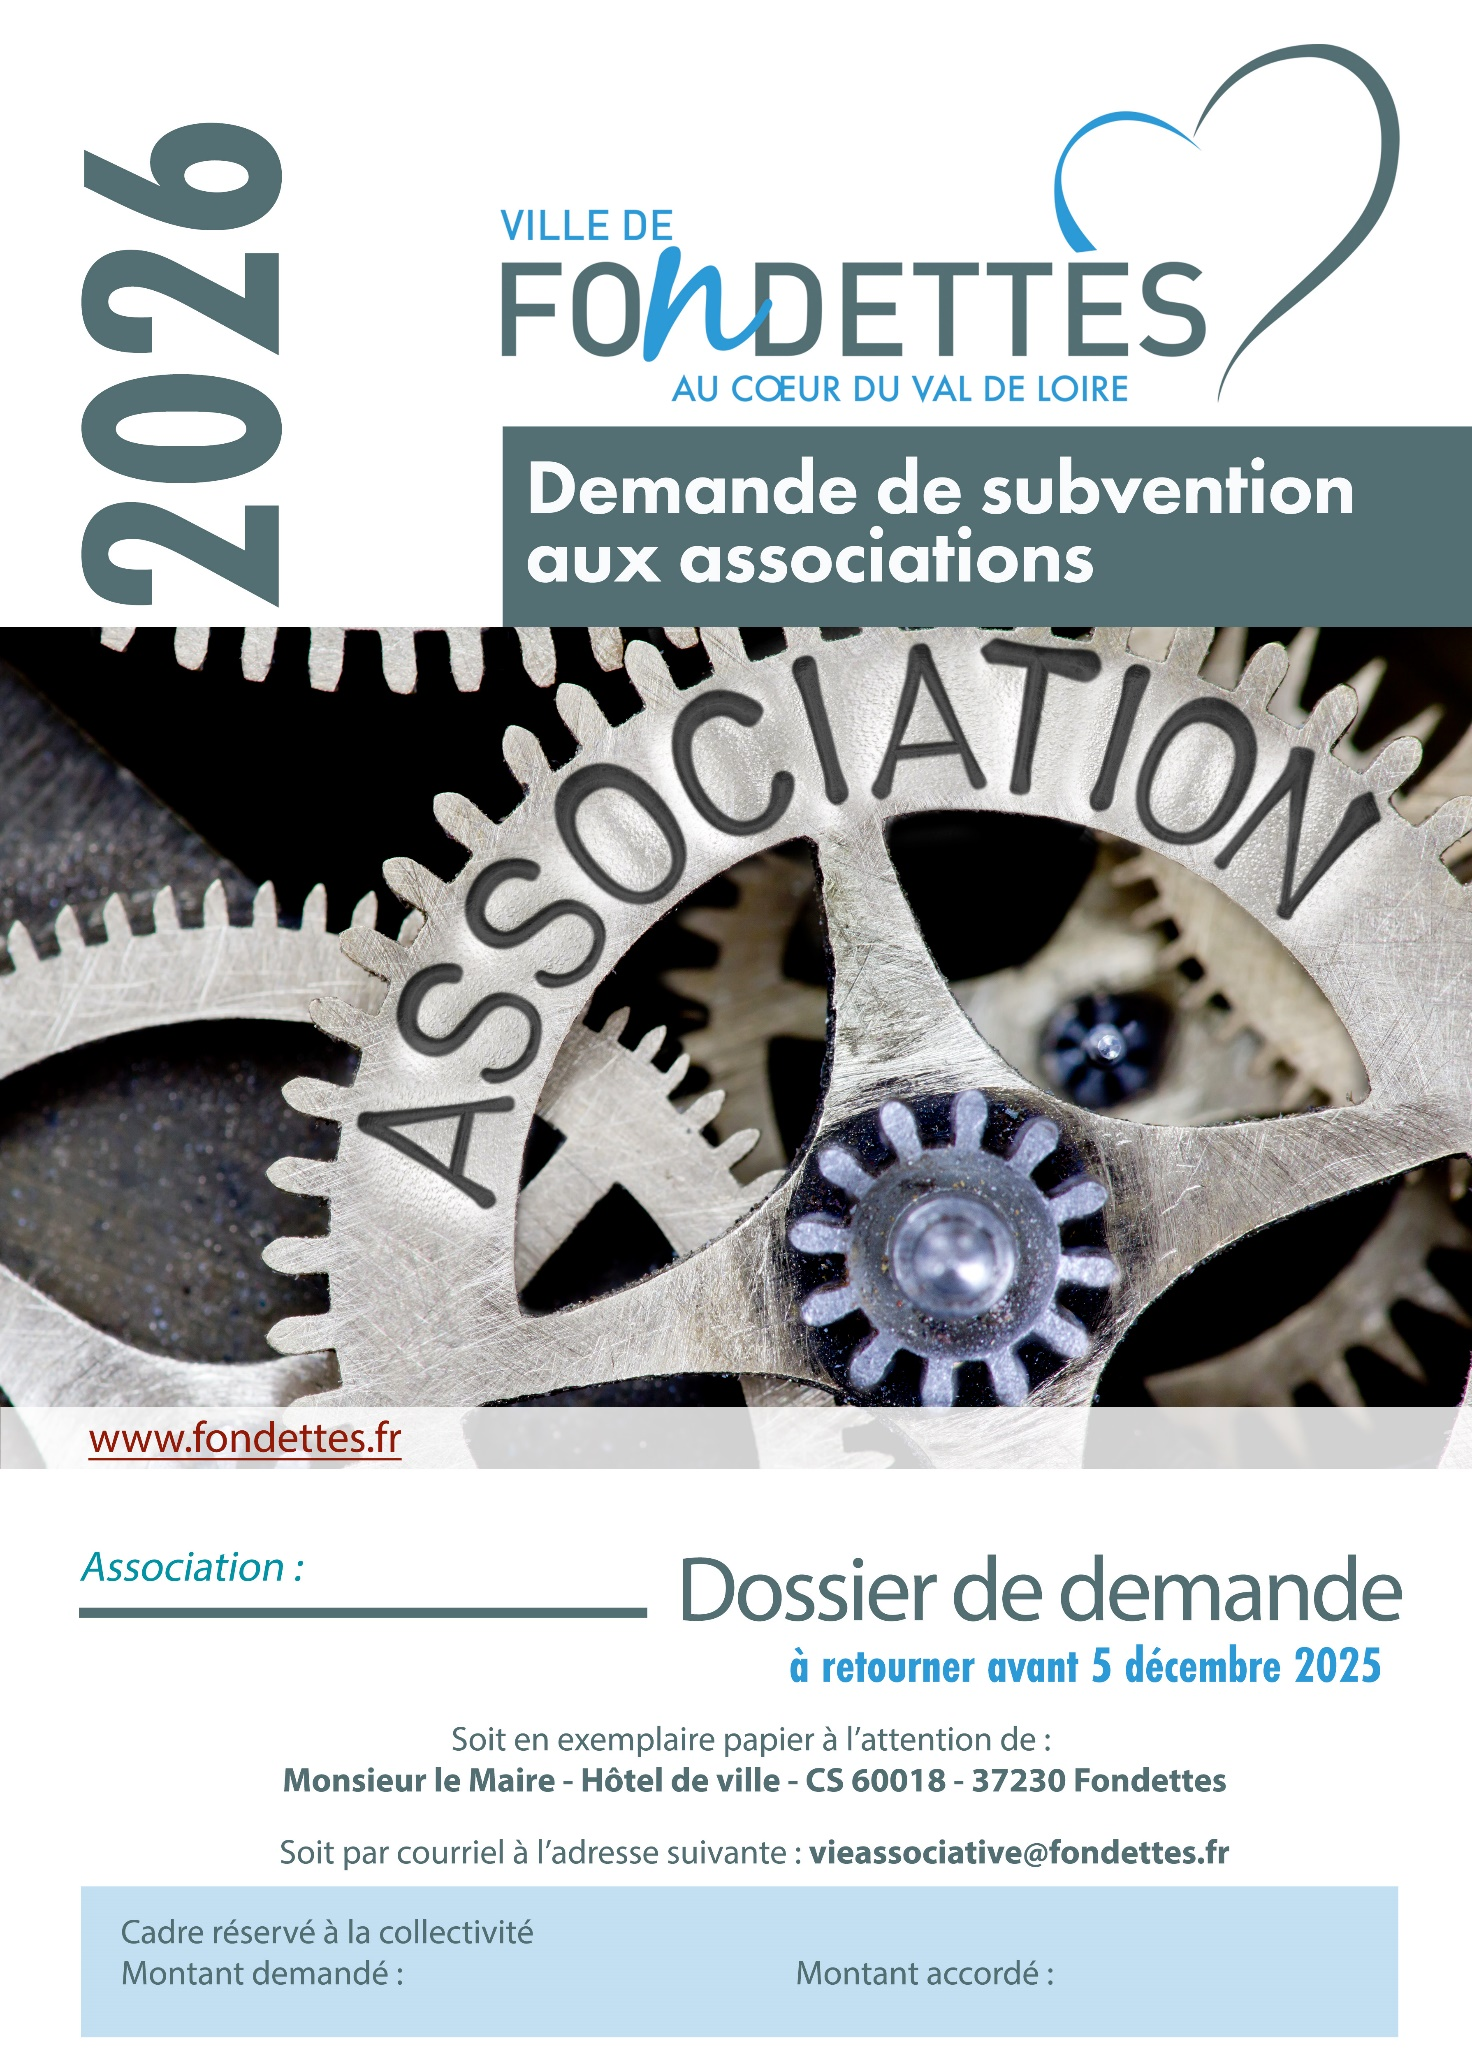 2026
VILLE DE
FONDETTES
AU CŒUR DU VAL DE LOIRE
Demande de subvention
aux associations
ASSOCIATION
www.fondettes.fr
Association :
Dossier de demande
à retourner avant 5 décembre 2025
Soit en exemplaire papier à l’attention de :
Monsieur le Maire - Hôtel de ville - CS 60018 - 37230 Fondettes
Soit par courriel à l’adresse suivante : vieassociative@fondettes.fr
Cadre réservé à la collectivité
Montant demandé :
Montant accordé :